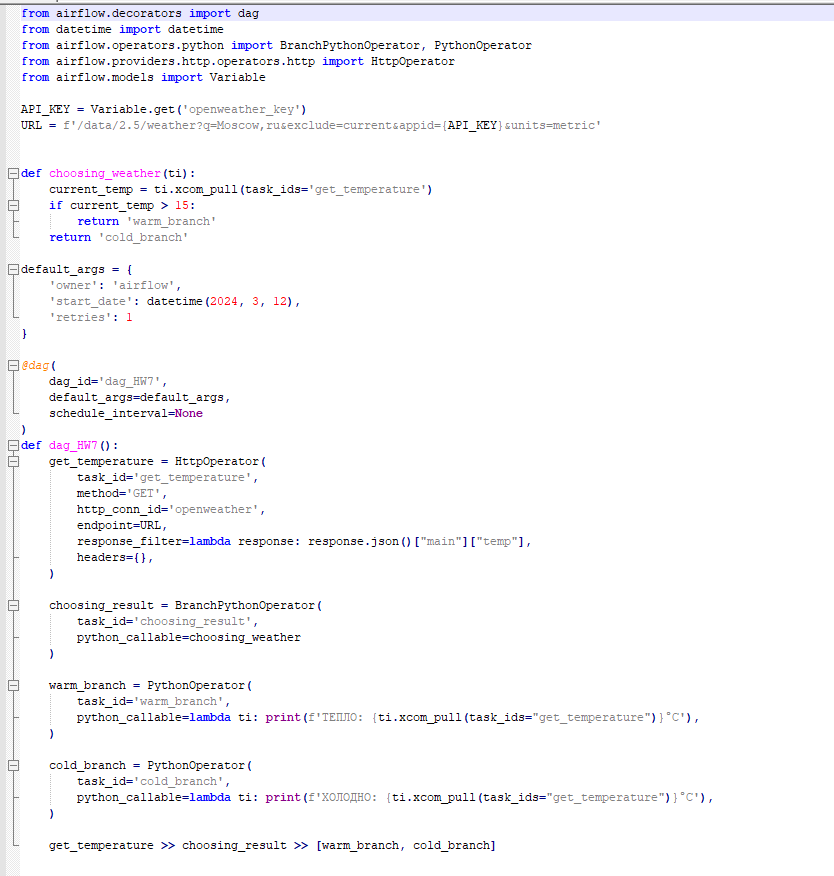 from airflow.decorators import dag
from datetime import datetime
from airflow.operators.python import BranchPythonOperator, PythonOperator
from airflow.providers.http.operators.http import HttpOperator
from airflow.models import Variable

API_KEY = Variable.get('openweather_key')
URL = f'/data/2.5/weather?q=Moscow,ru&exclude=current&appid={API_KEY}&units=metric'


def choosing_weather(ti):
    current_temp = ti.xcom_pull(task_ids='get_temperature')
    if current_temp > 15:
        return 'warm_branch'
    return 'cold_branch'

default_args = {
    'owner': 'airflow',
    'start_date': datetime(2024, 3, 12),
    'retries': 1
}

@dag(
    dag_id='dag_HW7',
    default_args=default_args,
    schedule_interval=None
)
def dag_HW7():
    get_temperature = HttpOperator(
        task_id='get_temperature',
        method='GET',
        http_conn_id='openweather',
        endpoint=URL,
        response_filter=lambda response: response.json()["main"]["temp"],
        headers={},
    )

    choosing_result = BranchPythonOperator(
        task_id='choosing_result',
        python_callable=choosing_weather
    )

    warm_branch = PythonOperator(
        task_id='warm_branch',
        python_callable=lambda ti: print(f'ТЕПЛО: {ti.xcom_pull(task_ids="get_temperature")}°C'),
    )

    cold_branch = PythonOperator(
        task_id='cold_branch',
        python_callable=lambda ti: print(f'ХОЛОДНО: {ti.xcom_pull(task_ids="get_temperature")}°C'),
    )

    get_temperature >> choosing_result >> [warm_branch, cold_branch]